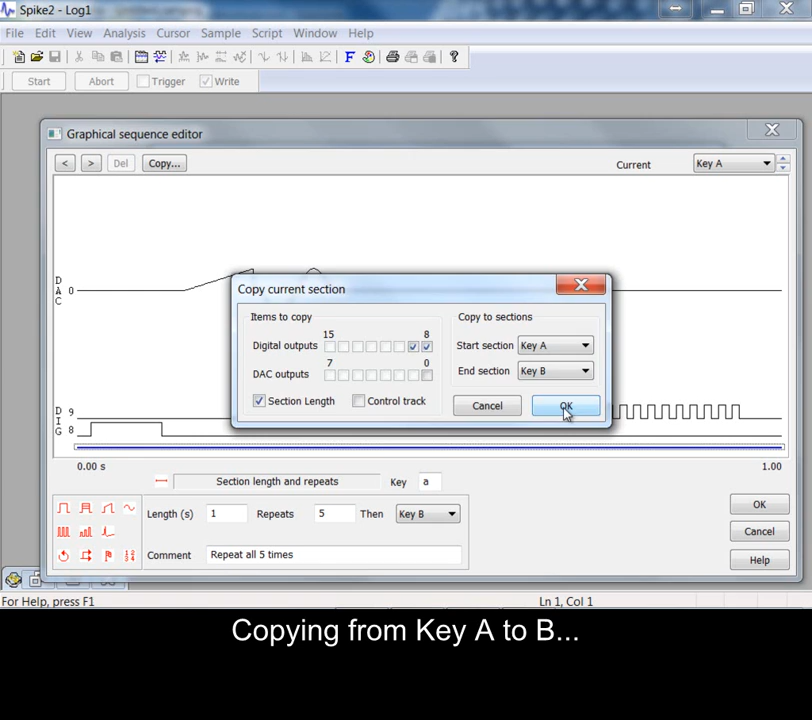 Spike2 - Log1
File Edit View Analysis Cursor Sample Script Window Help
Start Abort Trigger Write
Graphical sequence editor
< > Del Copy... Current Key A
D
A 0
C
Copy current section
Items to copy Copy to sections
15 8
Digital outputs Start section Key A
7 0
DAC outputs End section Key B
Section Length Control track Cancel OK
D 9
I
G 8
0.00 s 1.00
Section length and repeats Key a
Length (s) 1 Repeats 5 Then Key B
Comment Repeat all 5 times
OK
Cancel
Help
For Help, press F1 Ln 1, Col 1
Copying from Key A to B...